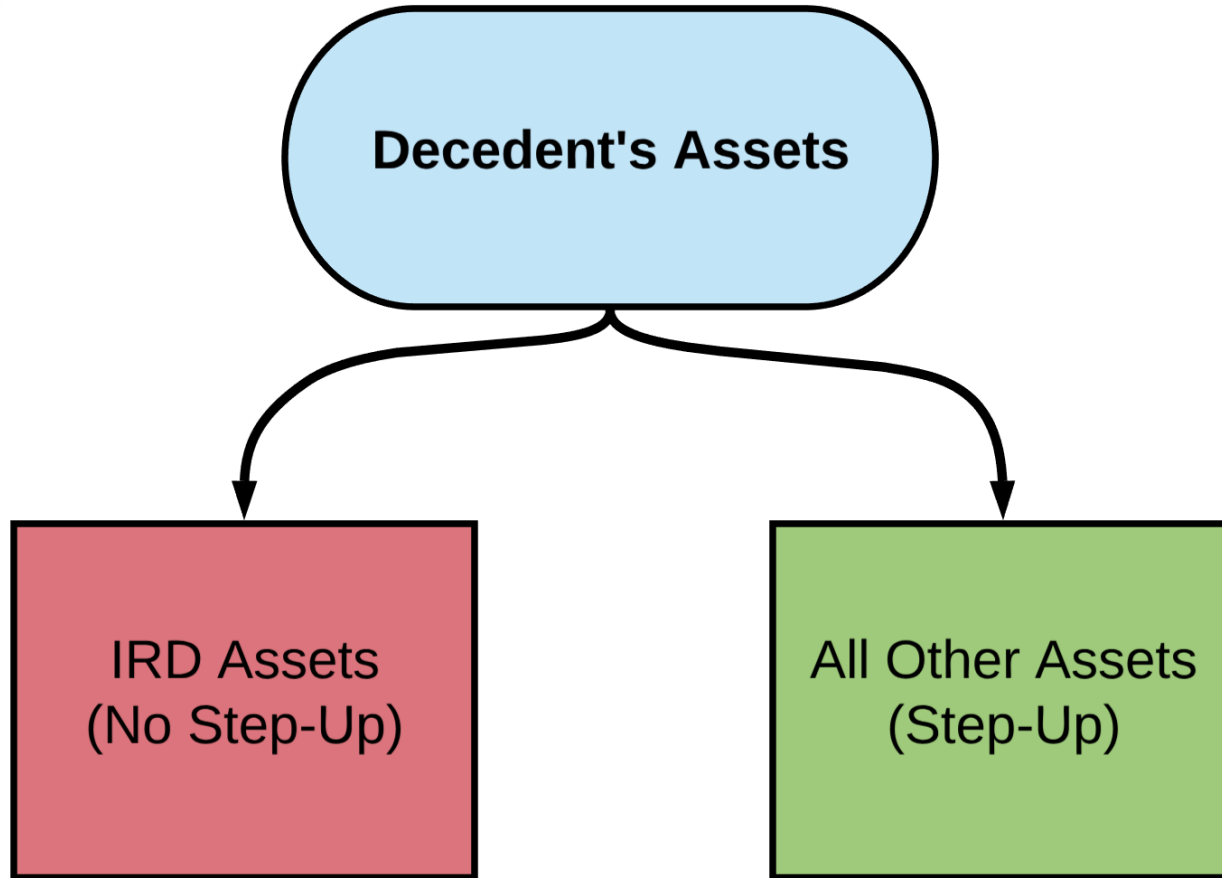 Decedent's Assets
IRD Assets
(No Step-Up)
All Other Assets
(Step-Up)